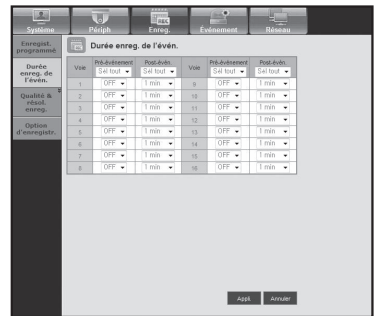 Système Périph Enreg. Événement Réseau
Enregist.
programmé
Durée
enreg. de
l'évén.
Qualité &
résol.
enreg.
Option
d'enregistr.
Durée enreg. de l'évén.
Voie Pré-événement Post-évén. Voie Pré-événement Post-évén.
Sél tout Sél tout Sél tout Sél tout
1 OFF 1 min 9 OFF 1 min
2 OFF 1 min 10 OFF 1 min
3 OFF 1 min 11 OFF 1 min
4 OFF 1 min 12 OFF 1 min
5 OFF 1 min 13 OFF 1 min
6 OFF 1 min 14 OFF 1 min
7 OFF 1 min 15 OFF 1 min
8 OFF 1 min 16 OFF 1 min
Appli Annuler